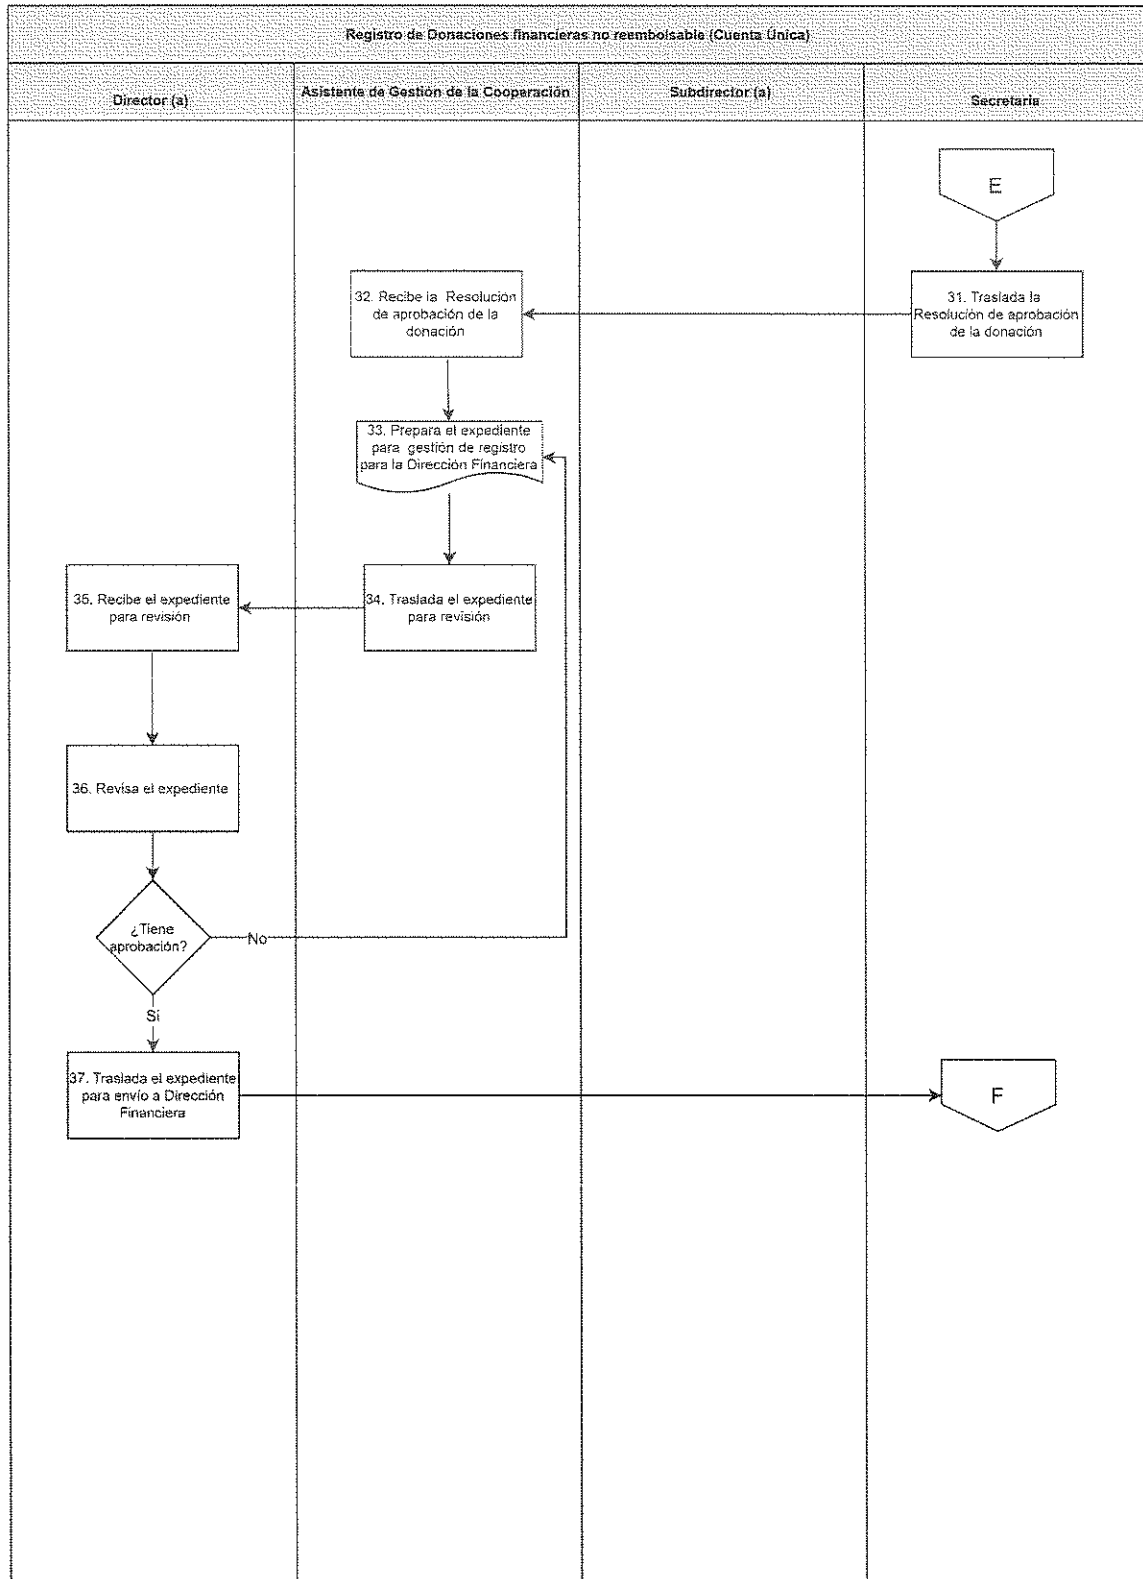 Registro de Donaciones financieras no reembolsable (Cuenta Única)
Director (a)
Asistente de Gestión de la Cooperación
Subdirector (a)
Secretaria
E
32. Recibe la Resolución
de aprobación de la
donación
31. Traslada la
Resolución de aprobación
de la donación
33. Prepara el expediente
para gestión de registro
para la Dirección Financiera
35. Recibe el expediente
para revisión
34. Traslada el expediente
para revisión
36. Revisa el expediente
¿Tiene
aprobación?
No
Si
37. Traslada el expediente
para envío a Dirección
Financiera
F